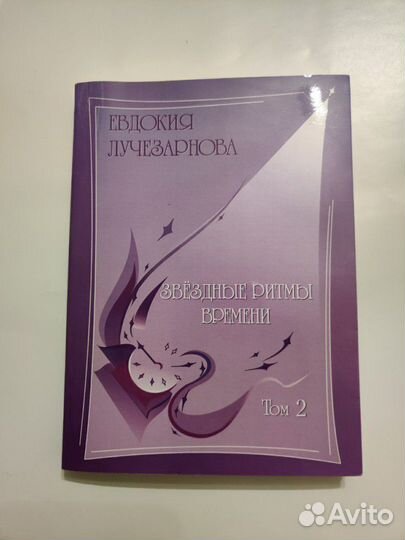 ЕВДОКИЯ
ЛУЧЕЗАРНОВА
ЗВЁЗДНЫЕ РИТМЫ
ВРЕМЕНИ
Том 2
Avito